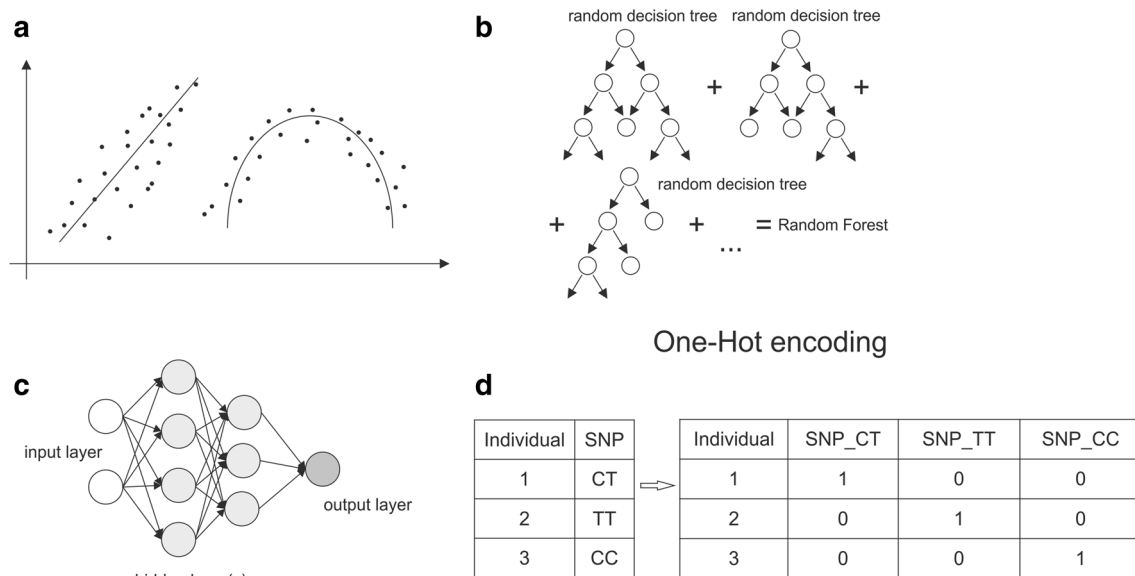 a
b
random decision tree
random decision tree
+
+
random decision tree
+
+
...
= Random Forest
One-Hot encoding
c
d
input layer
output layer
Individual SNP
1 CT
2 TT
3 CC
Individual SNP_CT SNP_TT SNP_CC
1 1 0 0
2 0 1 0
3 0 0 1